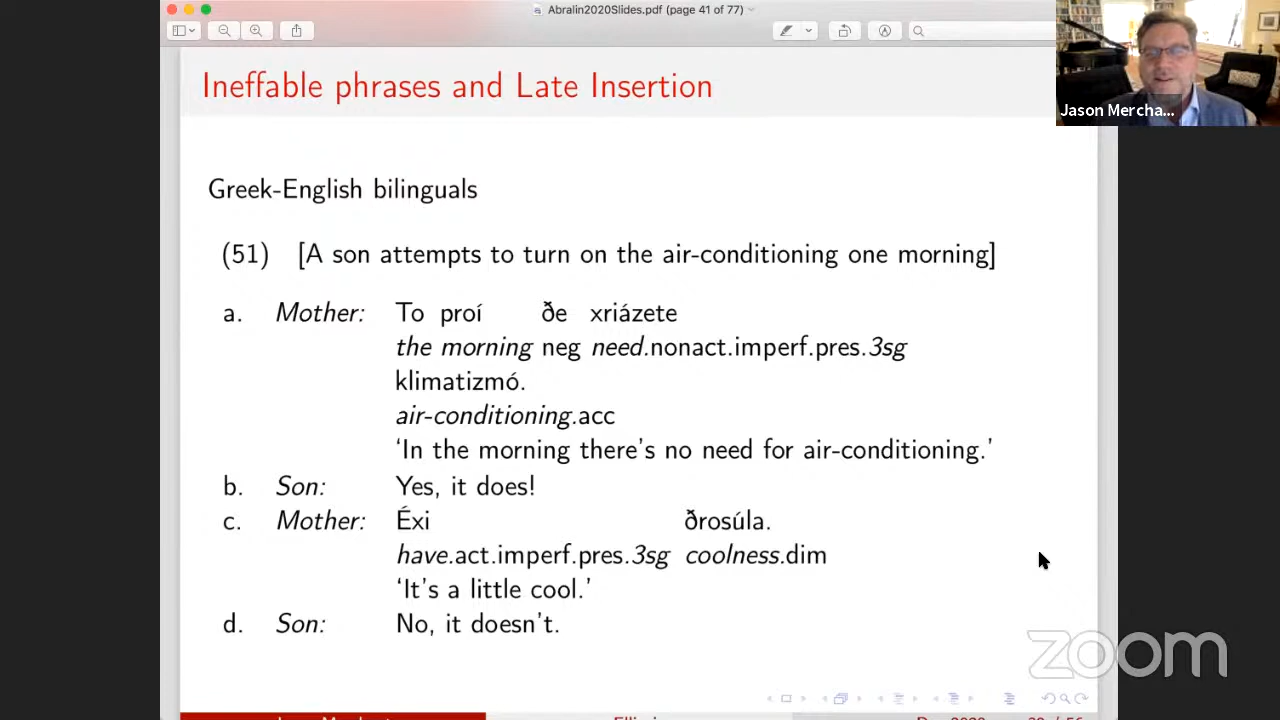 Abralin2020Slides.pdf (page 41 of 77)
Ineffable phrases and Late Insertion
Jason Mercha...
Greek-English bilinguals
(51) [A son attempts to turn on the air-conditioning one morning]
a. Mother: To proí ðe xriázete
the morning neg need.nonact.imperf.pres.3sg
klimatizmó.
air-conditioning.acc
‘In the morning there's no need for air-conditioning.’
b. Son: Yes, it does!
c. Mother: Éxi ðrosúla.
have.act.imperf.pres.3sg coolness.dim
‘It's a little cool.’
d. Son: No, it doesn't.
zoom